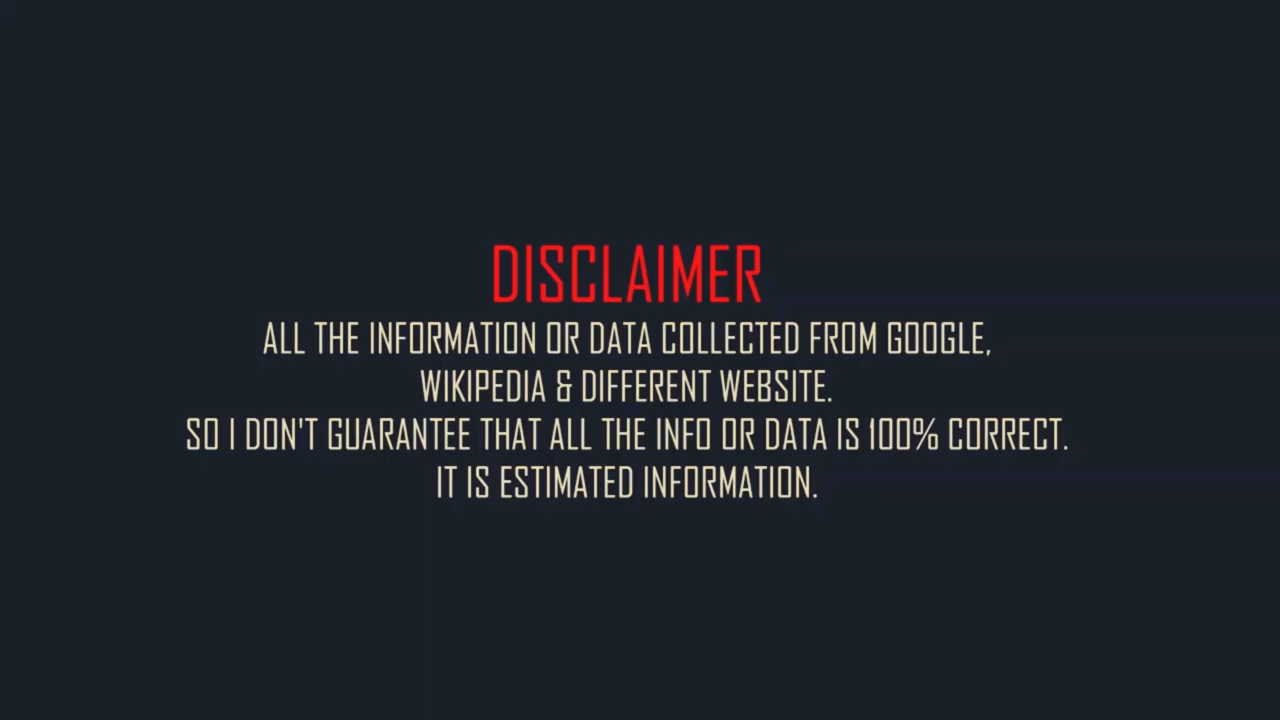 DISCLAIMER
ALL THE INFORMATION OR DATA COLLECTED FROM GOOGLE,
WIKIPEDIA & DIFFERENT WEBSITE.
SO I DON'T GUARANTEE THAT ALL THE INFO OR DATA IS 100% CORRECT.
IT IS ESTIMATED INFORMATION.